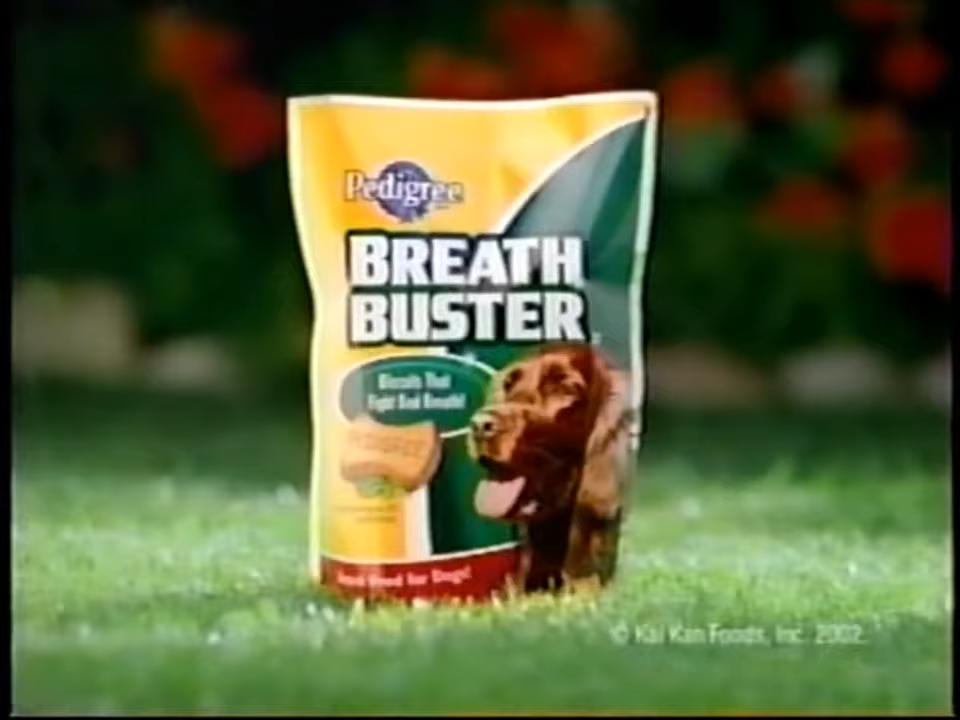 Pedigree
BREATH
BUSTER
Biscuits That
Fight Bad Breath!
Good Food for Dogs!
© Kal Kan Foods, Inc. 2002.